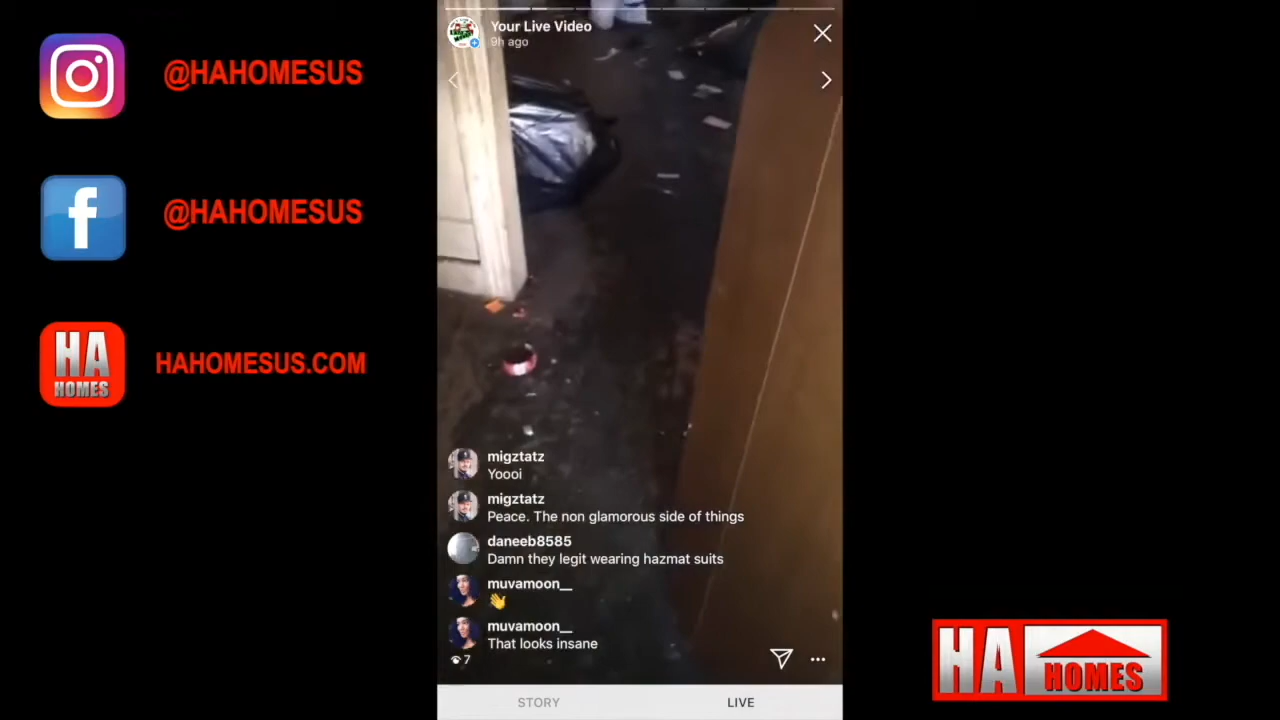 @HAHOMESUS
@HAHOMESUS
HA
HOMES
HAHOMESUS.COM
Your Live Video
9h ago
migztatz
Yoooi
migztatz
Peace. The non glamorous side of things
daneeb8585
Damn they legit wearing hazmat suits
muvamoon__
👋
muvamoon__
That looks insane
7
STORY
LIVE
HA
HOMES